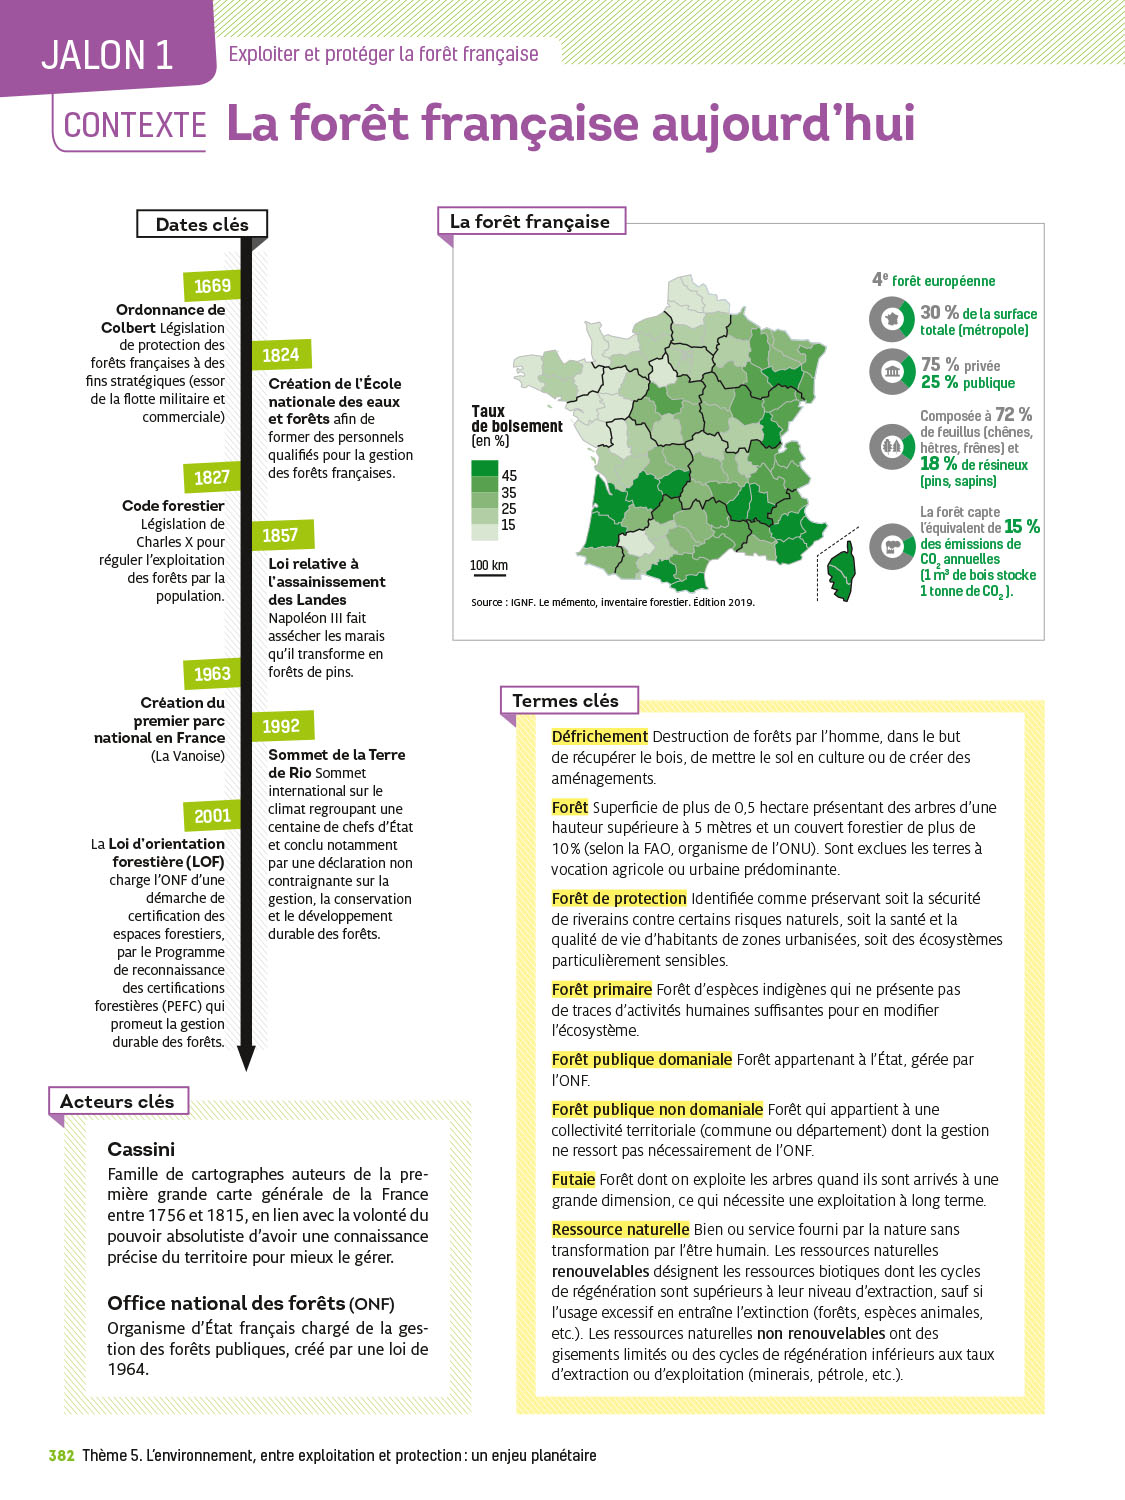 JALON 1
Exploiter et protéger la forêt française
CONTEXTE La forêt française aujourd'hui
Dates clés
1669
Ordonnance de
Colbert Législation
de protection des
forêts françaises à des
fins stratégiques (essor
de la flotte militaire et
commerciale)
1824
Création de l'École
nationale des eaux
et forêts afin de
former des personnels
qualifiés pour la gestion
des forêts françaises.
1827
Code forestier
Législation de
Charles X pour
réguler l'exploitation
des forêts par la
population.
1857
Loi relative à
l'assainissement
des Landes
Napoléon III fait
assécher les marais
qu'il transforme en
forêts de pins.
1963
Création du
premier parc
national en France
(La Vanoise)
1992
Sommet de la Terre
de Rio Sommet
international sur le
climat regroupant une
centaine de chefs d'État
et conclu notamment
par une déclaration non
contraignante sur la
gestion, la conservation
et le développement
durable des forêts.
2001
La Loi d'orientation
forestière (LOF)
charge l'ONF d'une
démarche de
certification des
espaces forestiers,
par le Programme
de reconnaissance
des certifications
forestières (PEFC) qui
promeut la gestion
durable des forêts.
La forêt française
Taux
de boisement
(en %)
45
35
25
15
100 km
Source : IGNF. Le mémento, inventaire forestier. Édition 2019.
4e forêt européenne
30 % de la surface
totale (métropole)
75 % privée
25 % publique
Composée à 72 %
de feuillus (chênes,
hêtres, frênes) et
18 % de résineux
(pins, sapins)
La forêt capte
l'équivalent de 15 %
des émissions de
CO2 annuelles
(1 m3 de bois stocke
1 tonne de CO2 ).
Termes clés
Défrichement Destruction de forêts par l'homme, dans le but
de récupérer le bois, de mettre le sol en culture ou de créer des
aménagements.
Forêt Superficie de plus de 0,5 hectare présentant des arbres d'une
hauteur supérieure à 5 mètres et un couvert forestier de plus de
10 % (selon la FAO, organisme de l'ONU). Sont exclues les terres à
vocation agricole ou urbaine prédominante.
Forêt de protection Identifiée comme préservant soit la sécurité
de riverains contre certains risques naturels, soit la santé et la
qualité de vie d'habitants de zones urbanisées, soit des écosystèmes
particulièrement sensibles.
Forêt primaire Forêt d'espèces indigènes qui ne présente pas
de traces d'activités humaines suffisantes pour en modifier
l'écosystème.
Forêt publique domaniale Forêt appartenant à l'État, gérée par
l'ONF.
Forêt publique non domaniale Forêt qui appartient à une
collectivité territoriale (commune ou département) dont la gestion
ne ressort pas nécessairement de l'ONF.
Futaie Forêt dont on exploite les arbres quand ils sont arrivés à une
grande dimension, ce qui nécessite une exploitation à long terme.
Ressource naturelle Bien ou service fourni par la nature sans
transformation par l'être humain. Les ressources naturelles
renouvelables désignent les ressources biotiques dont les cycles
de régénération sont supérieurs à leur niveau d'extraction, sauf si
l'usage excessif en entraîne l'extinction (forêts, espèces animales,
etc.). Les ressources naturelles non renouvelables ont des
gisements limités ou des cycles de régénération inférieurs aux taux
d'extraction ou d'exploitation (minerais, pétrole, etc.).
Acteurs clés
Cassini
Famille de cartographes auteurs de la pre-
mière grande carte générale de la France
entre 1756 et 1815, en lien avec la volonté du
pouvoir absolutiste d'avoir une connaissance
précise du territoire pour mieux le gérer.
Office national des forêts (ONF)
Organisme d'État français chargé de la ges-
tion des forêts publiques, créé par une loi de
1964.
382 Thème 5. L'environnement, entre exploitation et protection : un enjeu planétaire